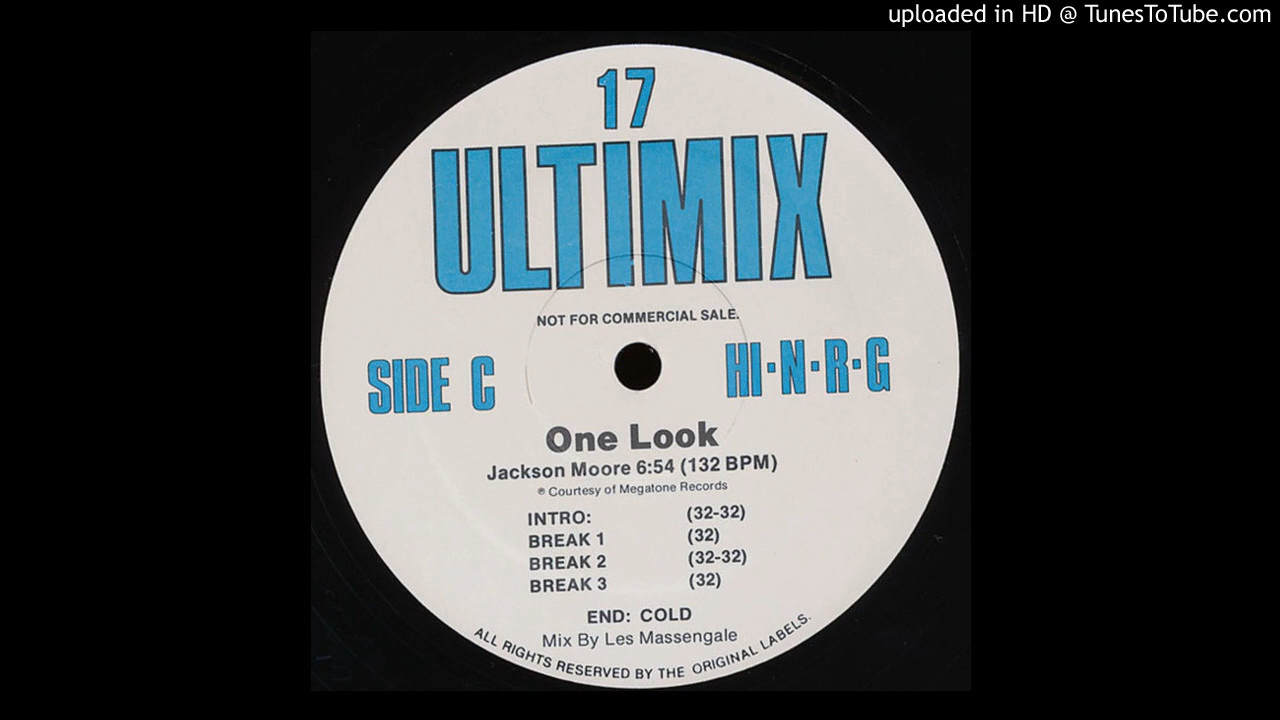 uploaded in HD @ TunesToTube.com
17
ULTIMIX
NOT FOR COMMERCIAL SALE.
SIDE C HI·N·R·G
One Look
Jackson Moore 6:54 (132 BPM)
℗ Courtesy of Megatone Records
INTRO: (32-32)
BREAK 1 (32)
BREAK 2 (32-32)
BREAK 3 (32)
END: COLD
Mix By Les Massengale
ALL RIGHTS RESERVED BY THE ORIGINAL LABELS.